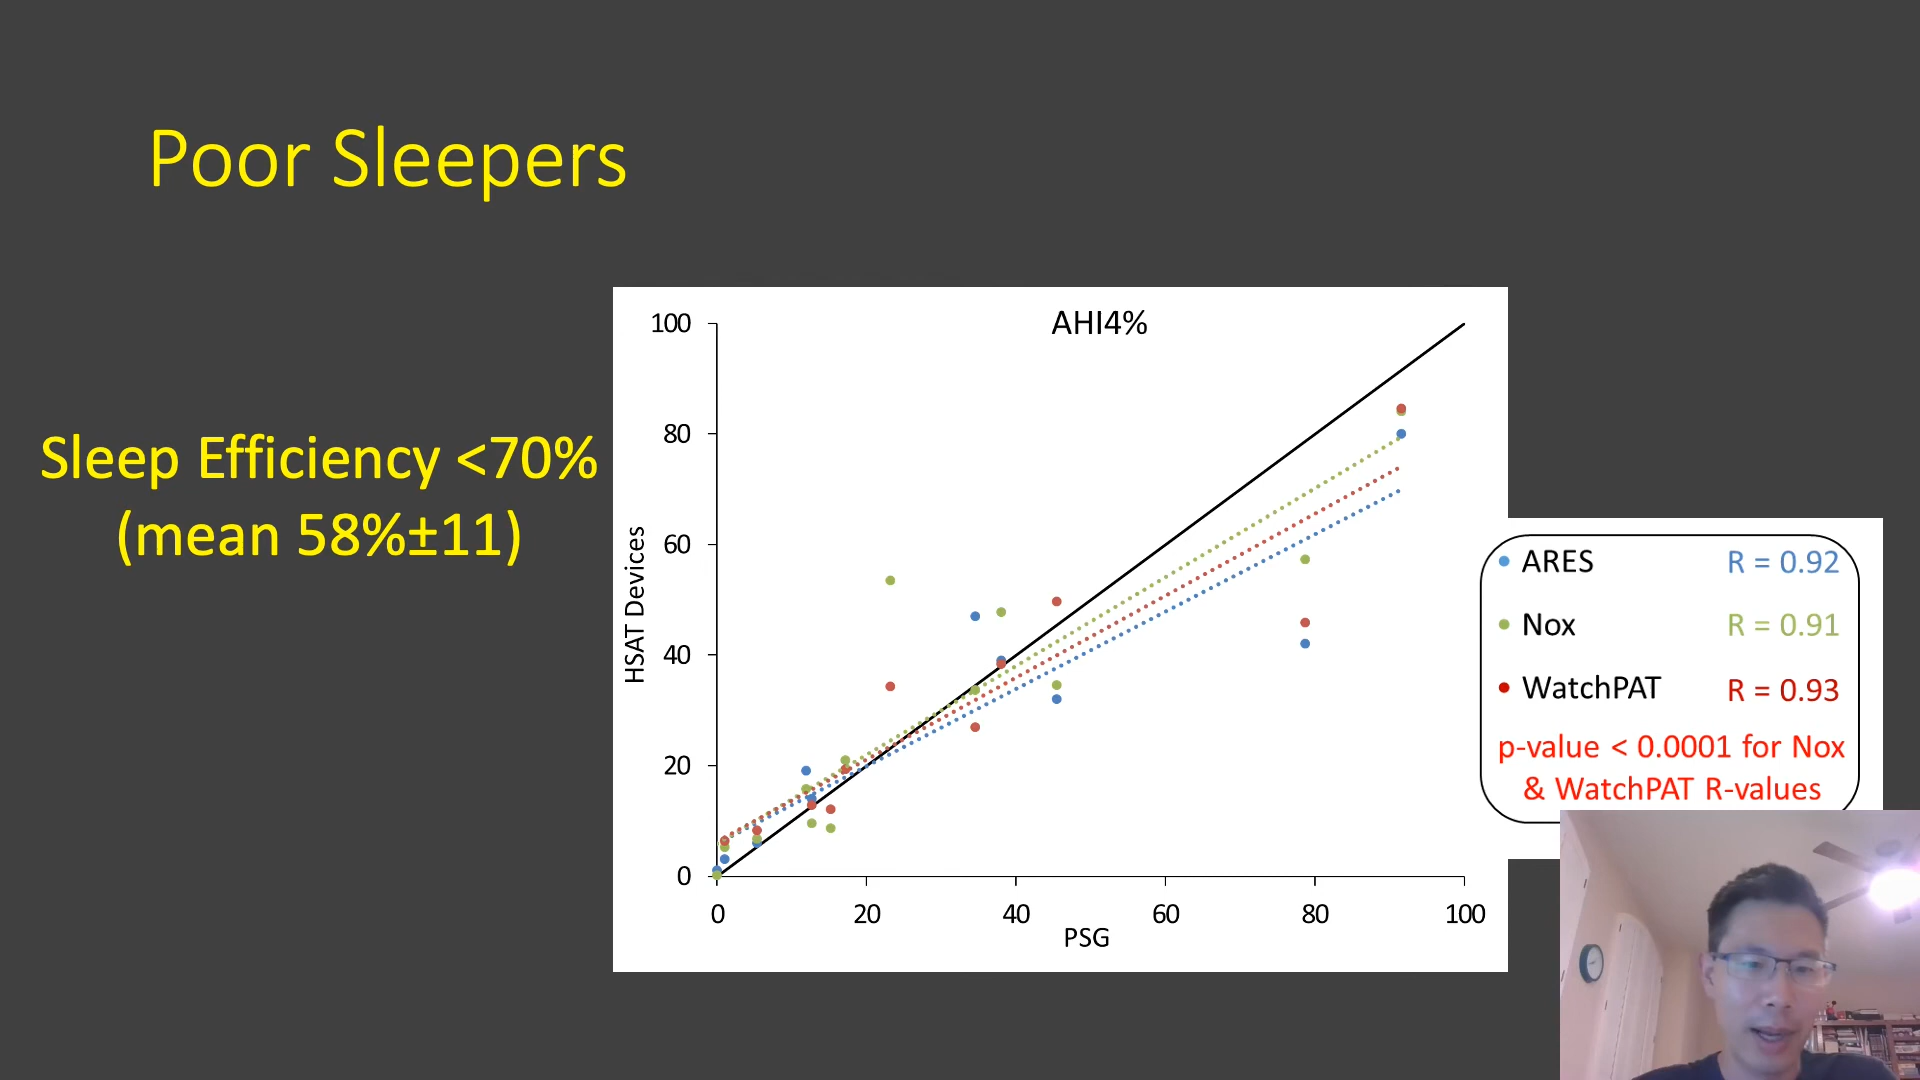 Poor Sleepers
Sleep Efficiency <70%
(mean 58%±11)
AHI4%
100
80
60
40
20
0
HSAT Devices
0 20 40 60 80 100
PSG
ARES R = 0.92
Nox R = 0.91
WatchPAT R = 0.93
p-value < 0.0001 for Nox
& WatchPAT R-values